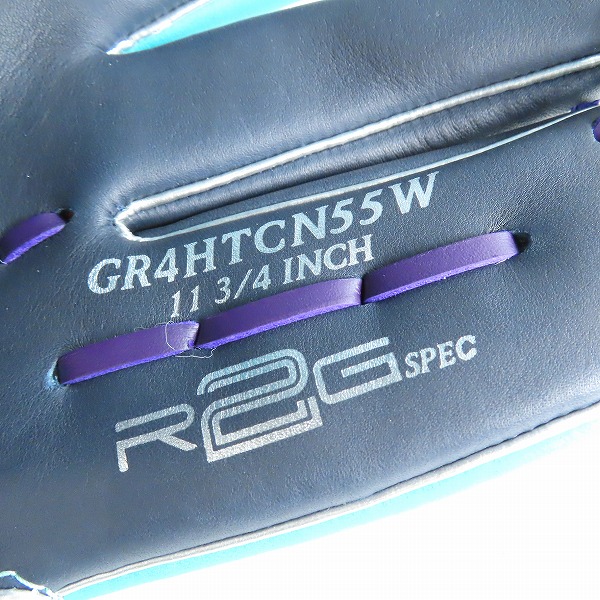 GR4HTCN55W
11 3/4 INCH
R2G SPEC